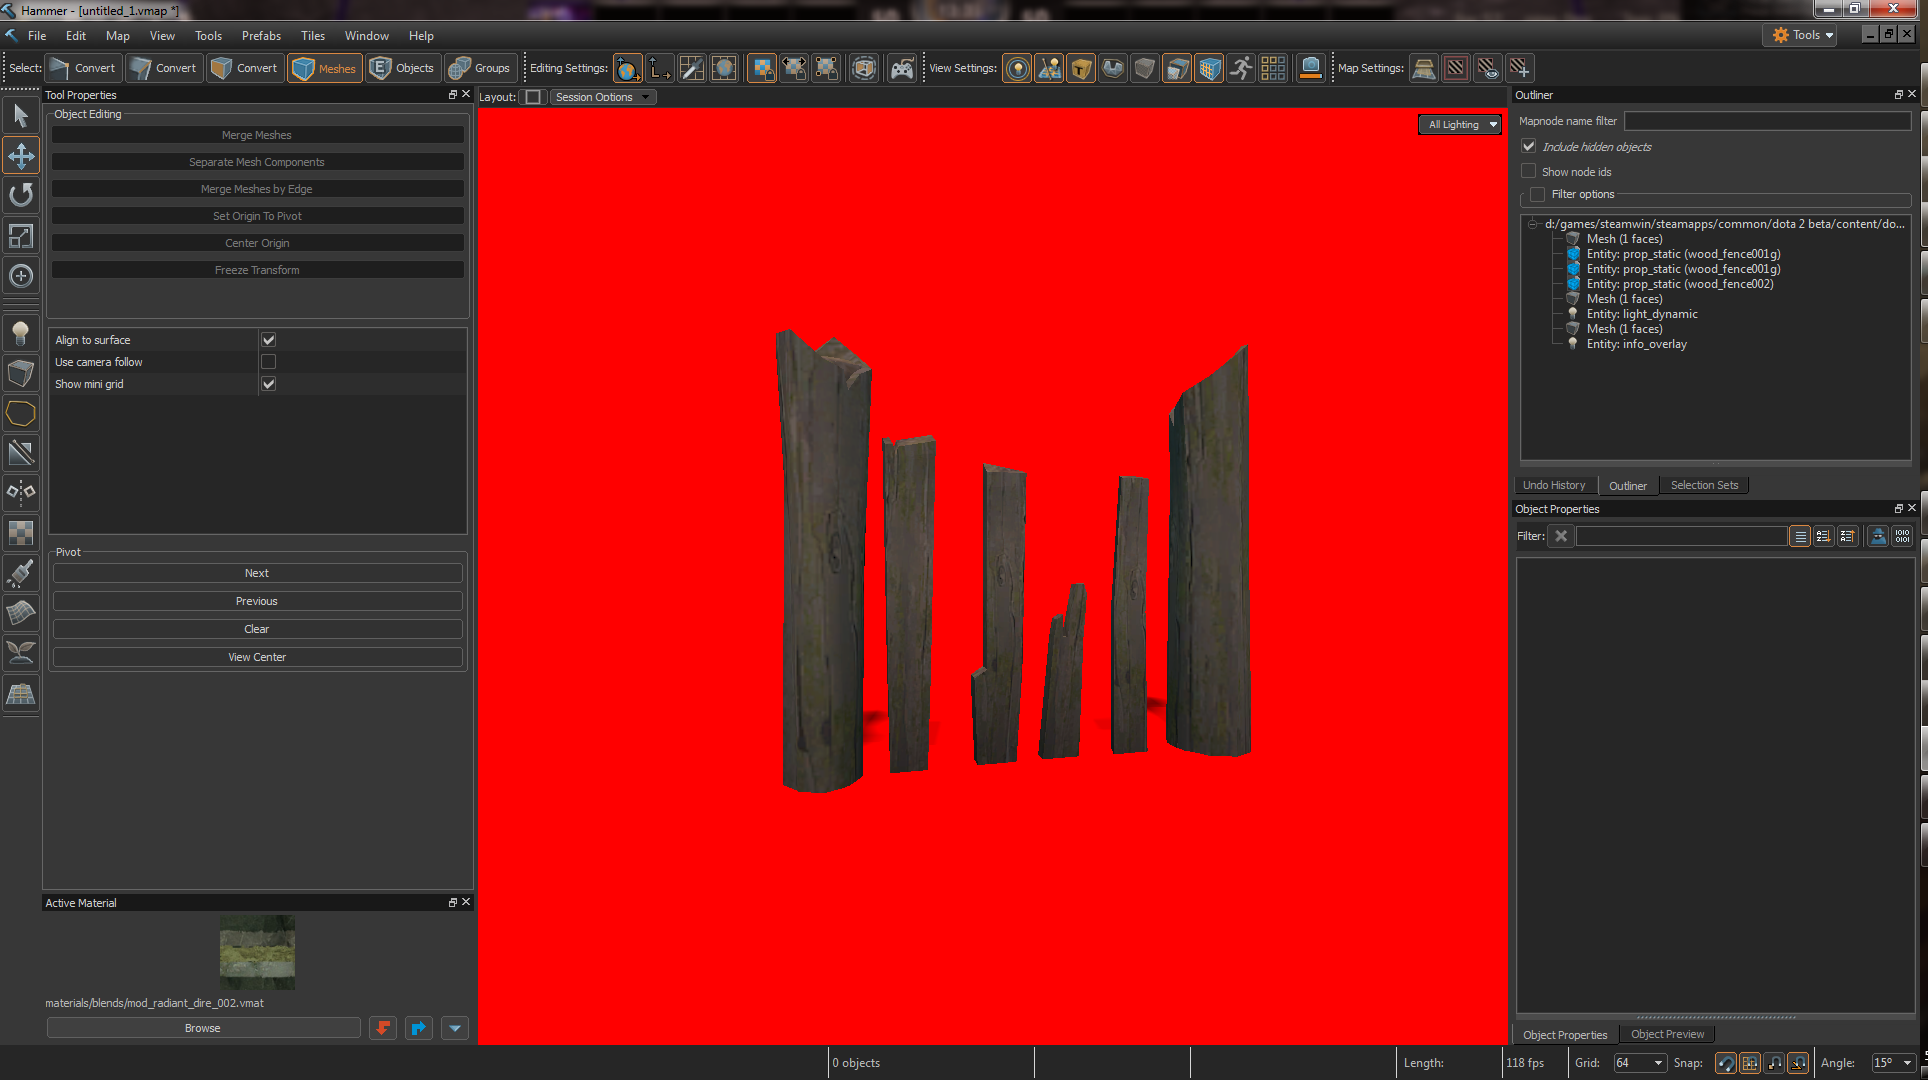 Hammer - [untitled_1.vmap *]
File Edit Map View Tools Prefabs Tiles Window Help
Tools
Select: Convert Convert Convert Meshes Objects Groups Editing Settings: View Settings: Map Settings:
Tool Properties
Object Editing
Merge Meshes
Separate Mesh Components
Merge Meshes by Edge
Set Origin To Pivot
Center Origin
Freeze Transform
Align to surface
Use camera follow
Show mini grid
Pivot
Next
Previous
Clear
View Center
Active Material
materials/blends/mod_radiant_dire_002.vmat
Browse
Layout: Session Options
All Lighting
Outliner
Mapnode name filter
Include hidden objects
Show node ids
Filter options
d:/games/steamwin/steamapps/common/dota 2 beta/content/do...
Mesh (1 faces)
Entity: prop_static (wood_fence001g)
Entity: prop_static (wood_fence001g)
Entity: prop_static (wood_fence002)
Mesh (1 faces)
Entity: light_dynamic
Mesh (1 faces)
Entity: info_overlay
Undo History Outliner Selection Sets
Object Properties
Filter:
Object Properties Object Preview
0 objects Length: 118 fps Grid: 64 Snap: Angle: 15°